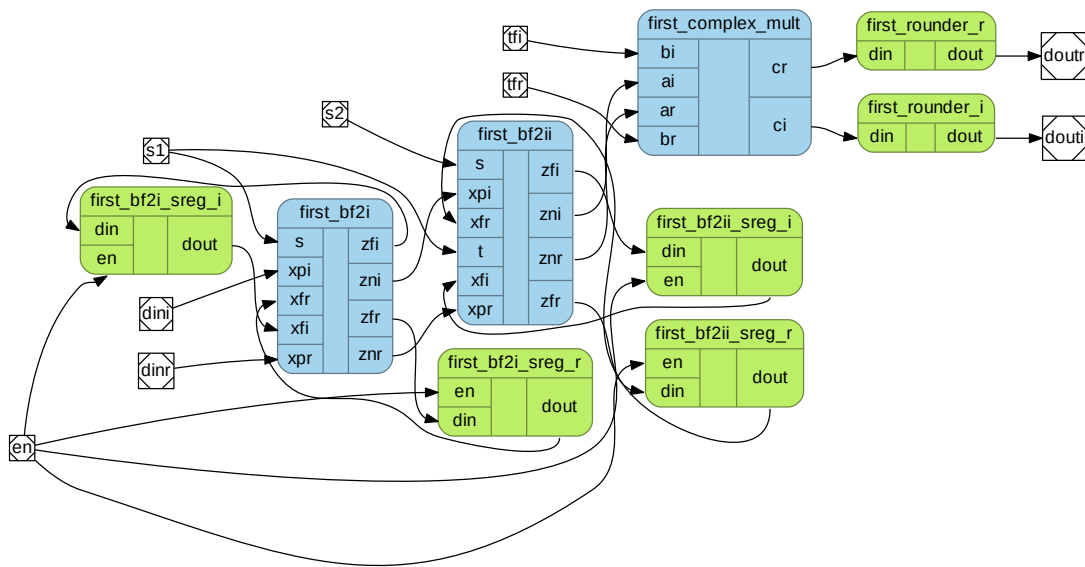 first_complex_mult
bi
ai
ar
br
cr
ci
first_rounder_r
din
dout
doutr
first_rounder_i
din
dout
douti
tfi
tfr
s2
s1
first_bf2ii
s
xpi
xfr
t
xfi
xpr
zfi
zni
znr
zfr
first_bf2i_sreg_i
din
en
dout
first_bf2i
s
xpi
xfr
xfi
xpr
zfi
zni
zfr
znr
first_bf2ii_sreg_i
din
en
dout
dini
dinr
first_bf2ii_sreg_r
en
din
dout
first_bf2i_sreg_r
en
din
dout
en